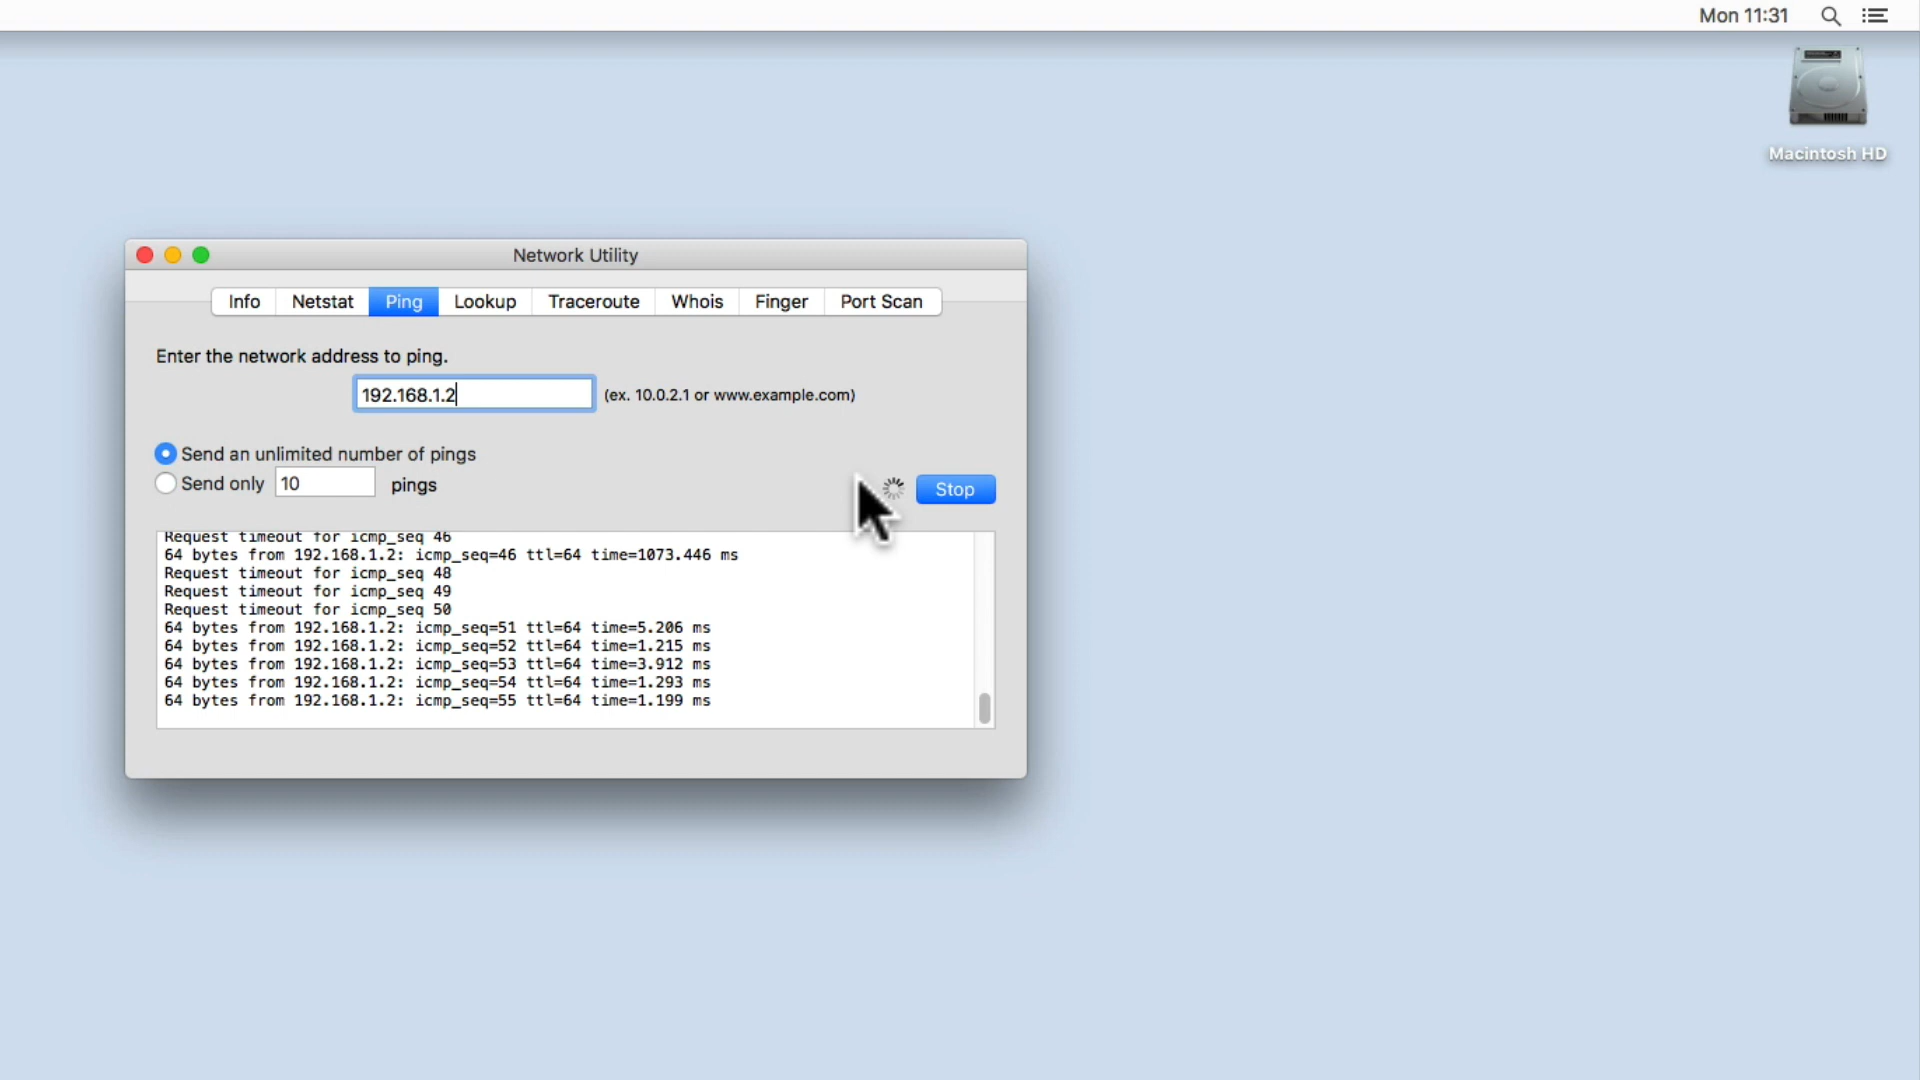 Mon 11:31
Macintosh HD
Network Utility
Info Netstat Ping Lookup Traceroute Whois Finger Port Scan
Enter the network address to ping.
192.168.1.2 (ex. 10.0.2.1 or www.example.com)
Send an unlimited number of pings
Send only 10 pings
Stop
Request timeout for icmp_seq 46
64 bytes from 192.168.1.2: icmp_seq=46 ttl=64 time=1073.446 ms
Request timeout for icmp_seq 48
Request timeout for icmp_seq 49
Request timeout for icmp_seq 50
64 bytes from 192.168.1.2: icmp_seq=51 ttl=64 time=5.206 ms
64 bytes from 192.168.1.2: icmp_seq=52 ttl=64 time=1.215 ms
64 bytes from 192.168.1.2: icmp_seq=53 ttl=64 time=3.912 ms
64 bytes from 192.168.1.2: icmp_seq=54 ttl=64 time=1.293 ms
64 bytes from 192.168.1.2: icmp_seq=55 ttl=64 time=1.199 ms